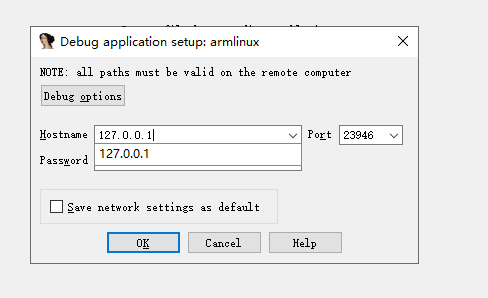 Debug application setup: armlinux
NOTE: all paths must be valid on the remote computer
Debug options
Hostname 127.0.0.1 Port 23946
127.0.0.1
Password
Save network settings as default
OK Cancel Help